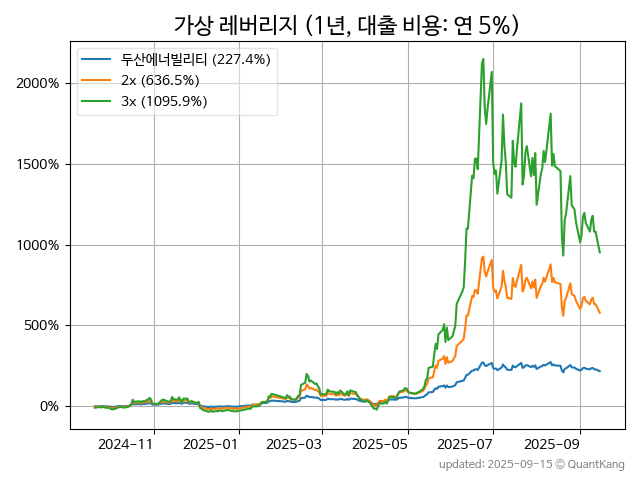 가상 레버리지 (1년, 대출 비용: 연 5%)
두산에너빌리티 (227.4%)
2x (636.5%)
3x (1095.9%)
2000%
1500%
1000%
500%
0%
2024-11 2025-01 2025-03 2025-05 2025-07 2025-09
updated: 2025-09-15 © QuantKang